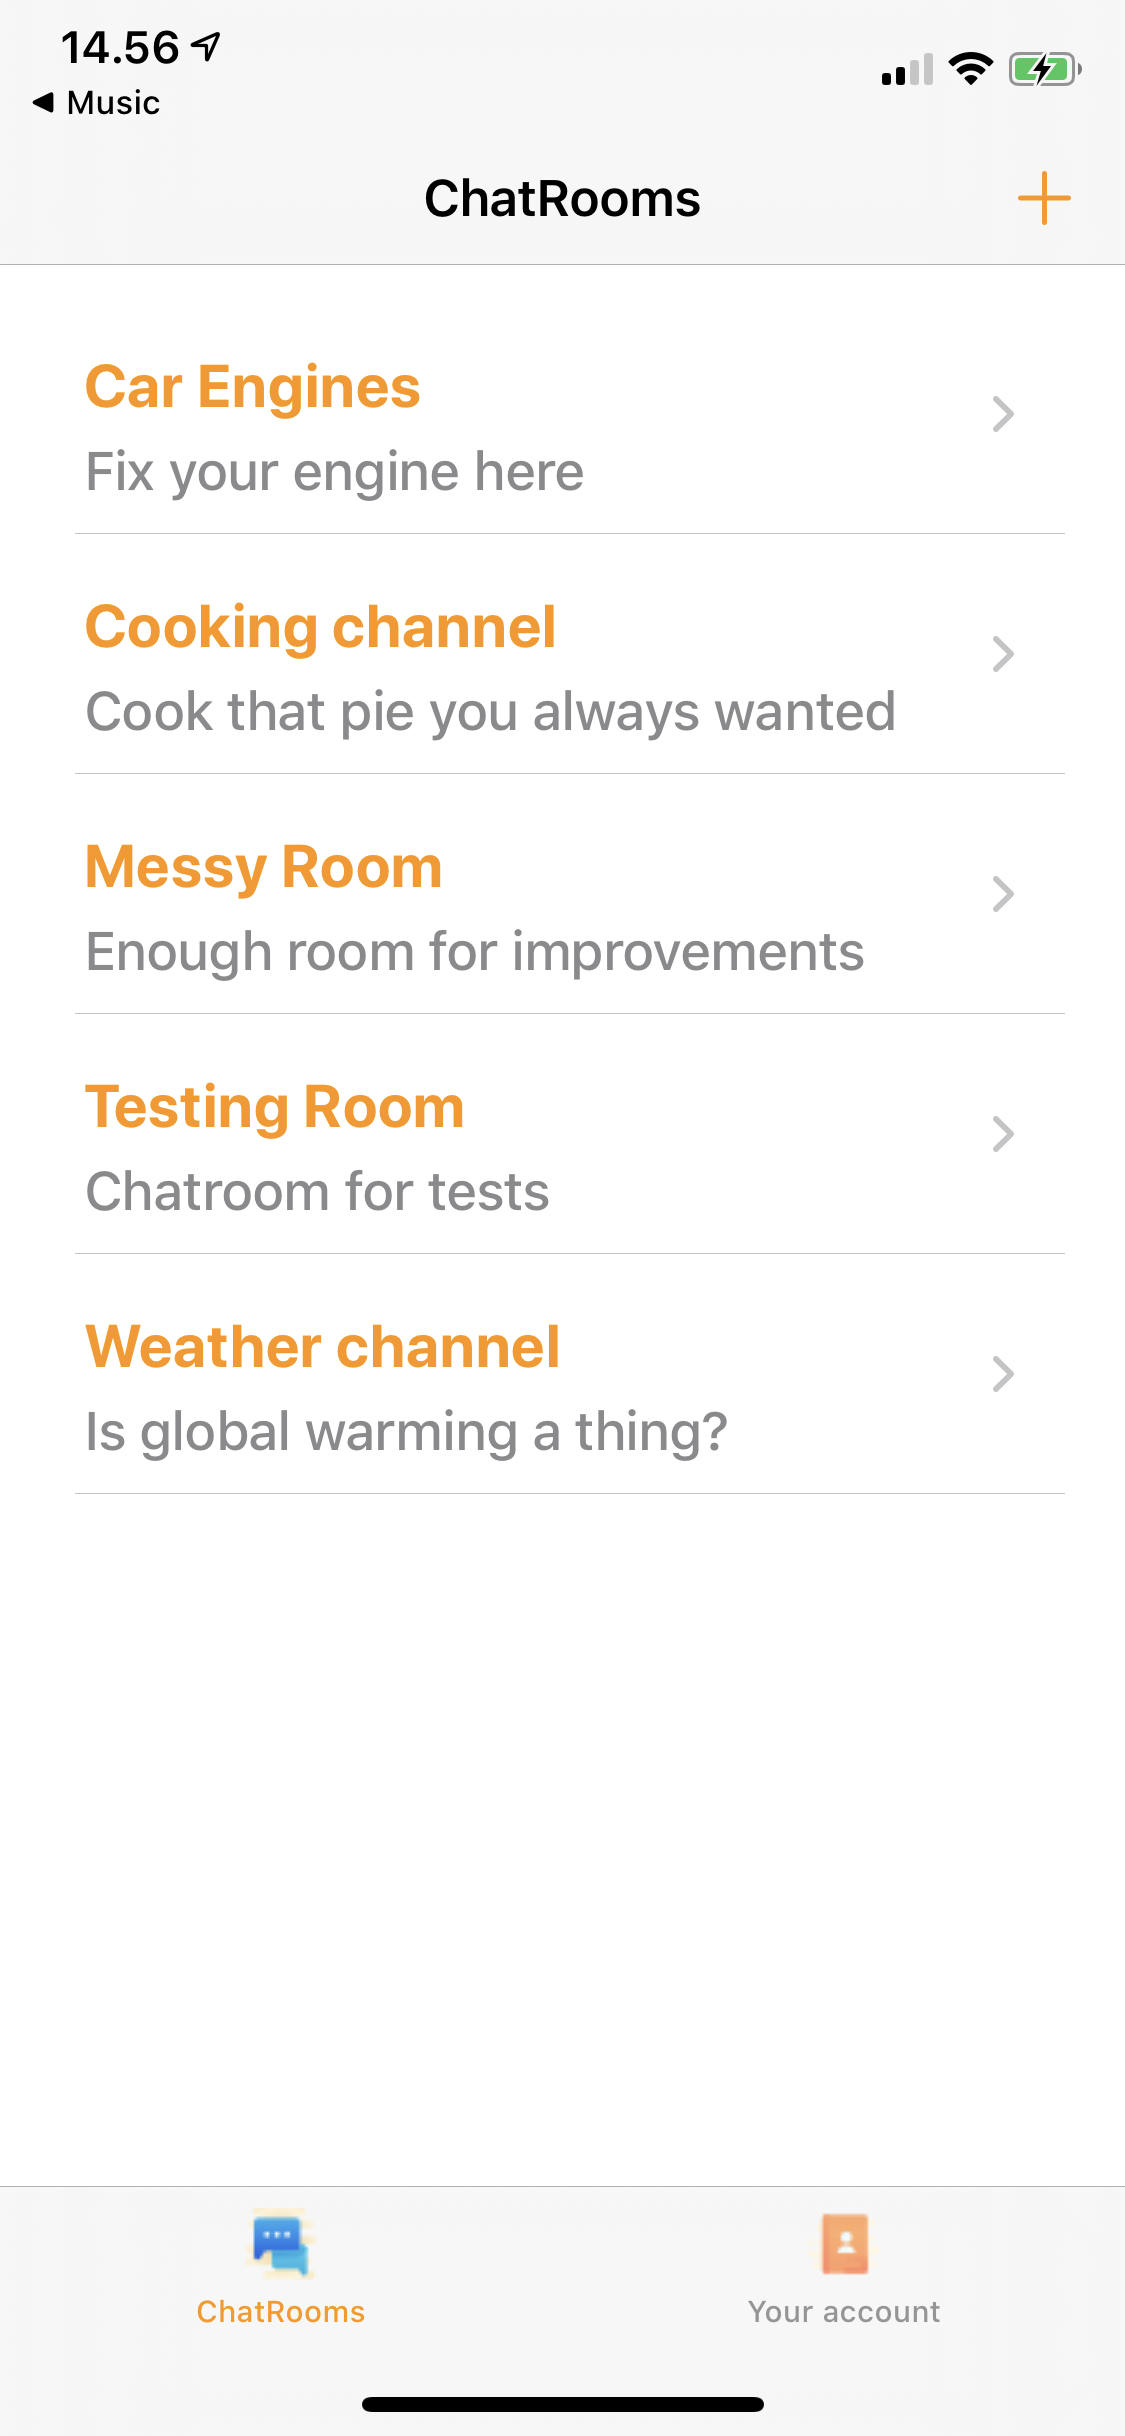 14.56
Music
ChatRooms
Car Engines
Fix your engine here
Cooking channel
Cook that pie you always wanted
Messy Room
Enough room for improvements
Testing Room
Chatroom for tests
Weather channel
Is global warming a thing?
ChatRooms
Your account